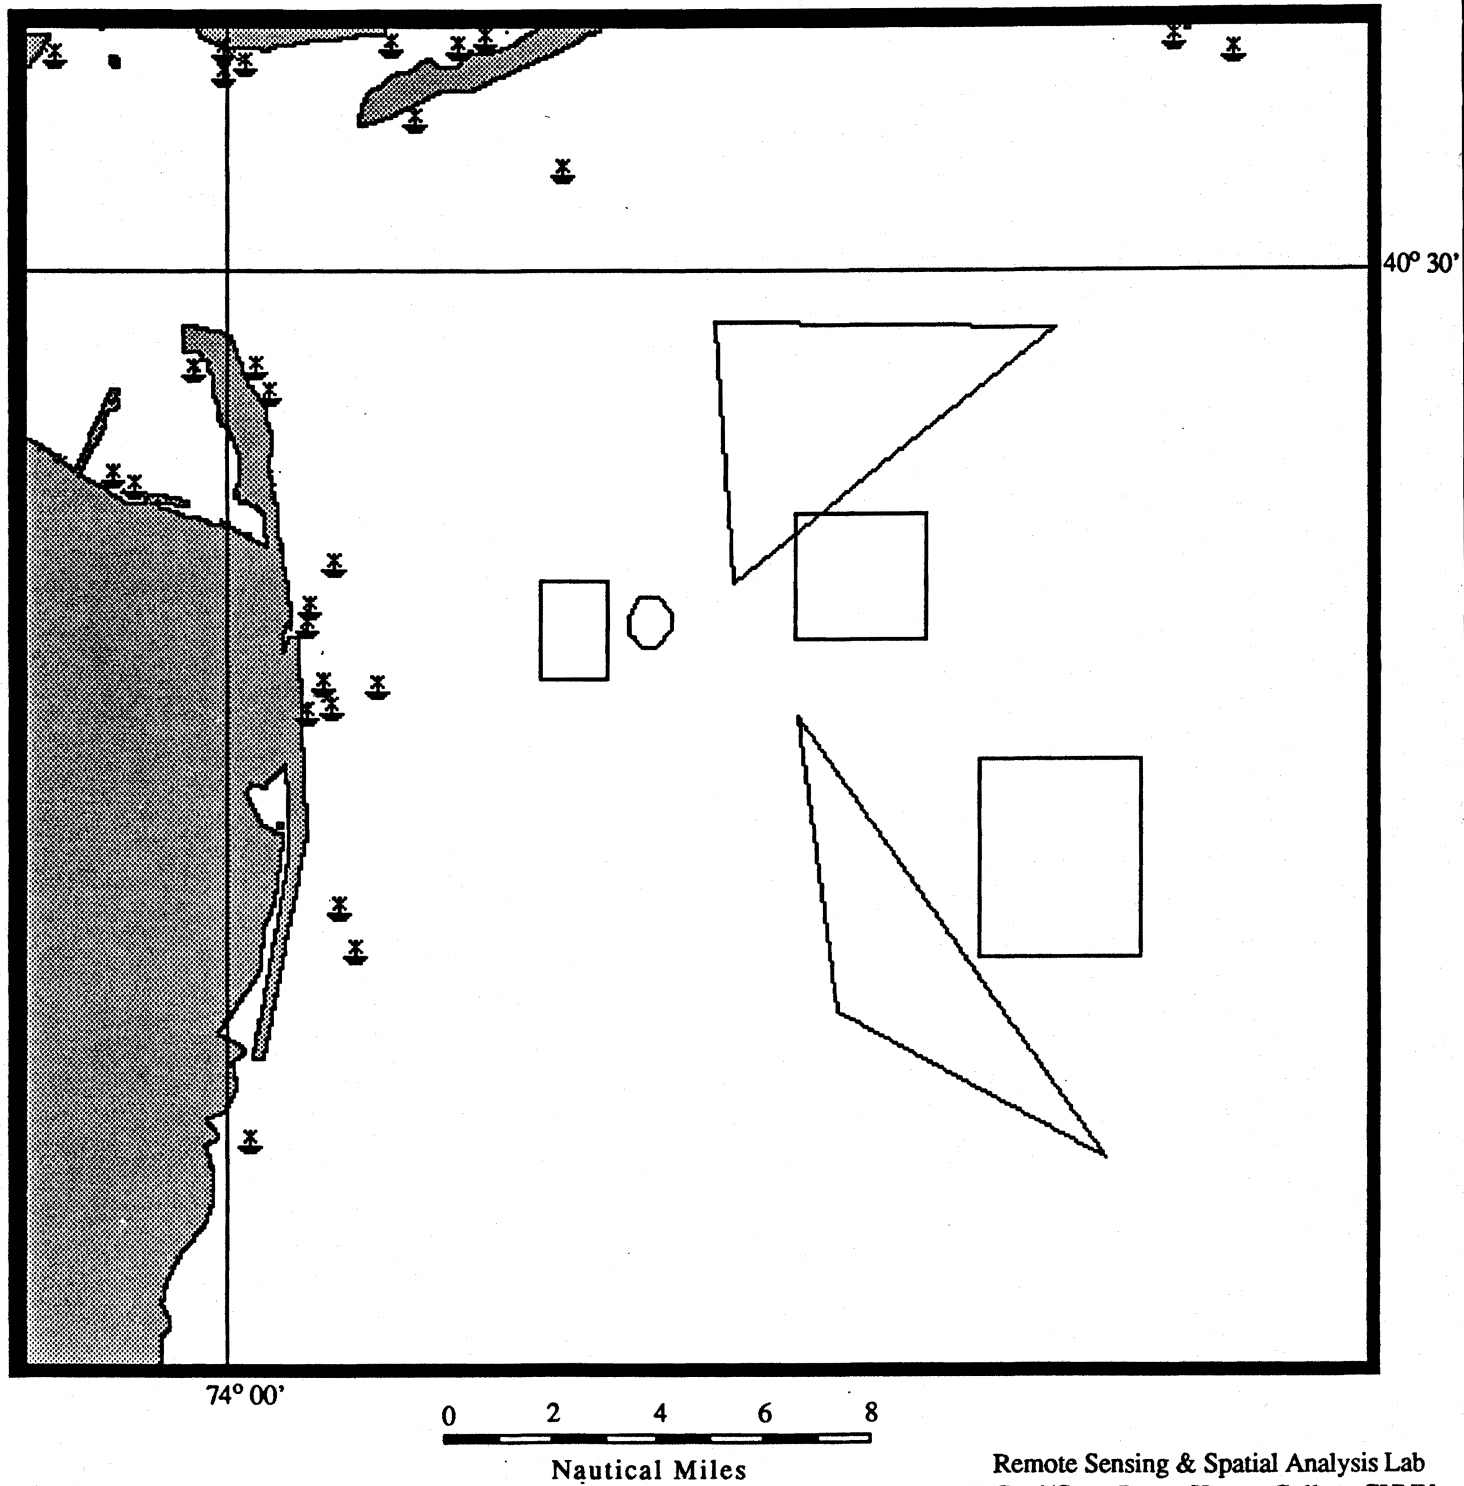 40° 30'
74° 00'
0 2 4 6 8
Nautical Miles
Remote Sensing & Spatial Analysis Lab